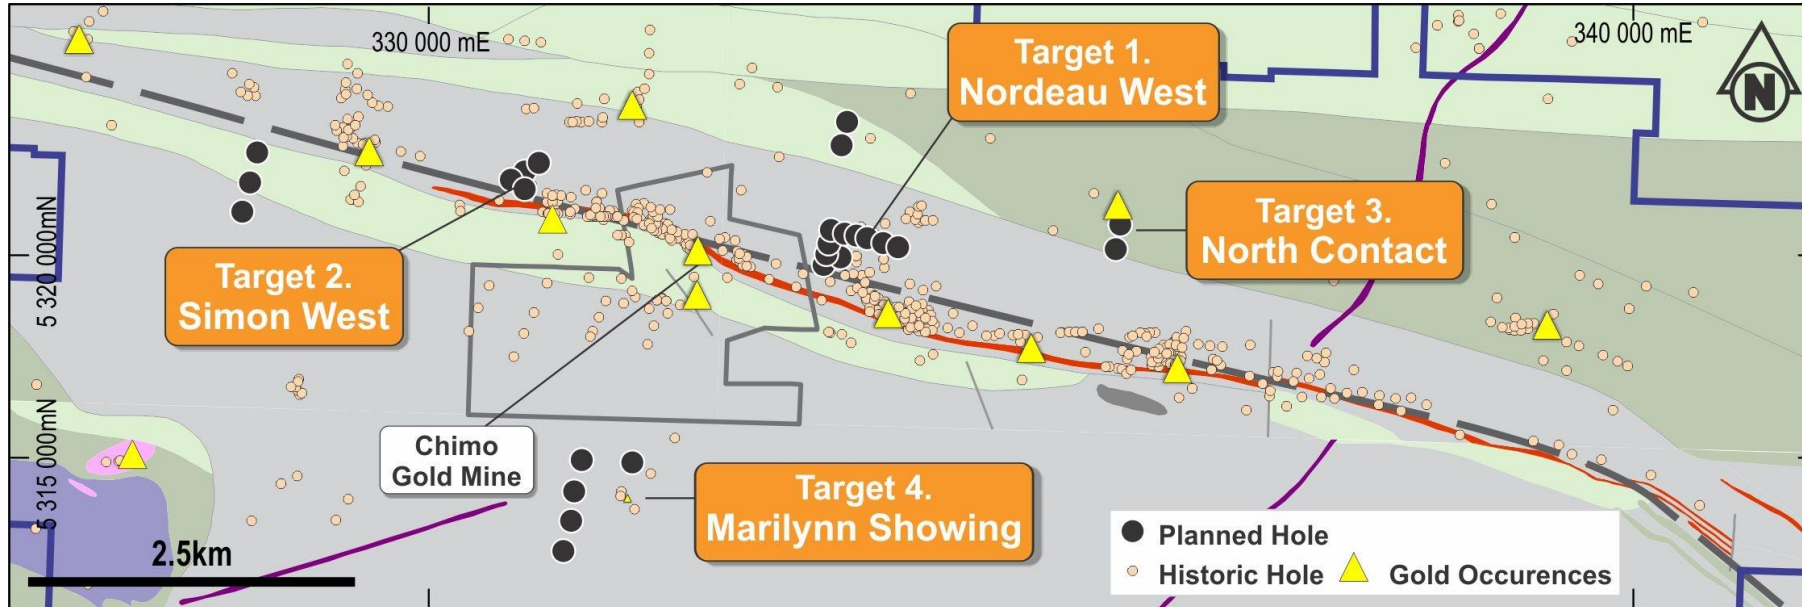 330 000 mE
340 000 mE
N
Target 1.
Nordeau West
Target 3.
North Contact
Target 2.
Simon West
5 320 000mN
Chimo
Gold Mine
5 315 000mN
Target 4.
Marilynn Showing
2.5km
Planned Hole
Historic Hole
Gold Occurences